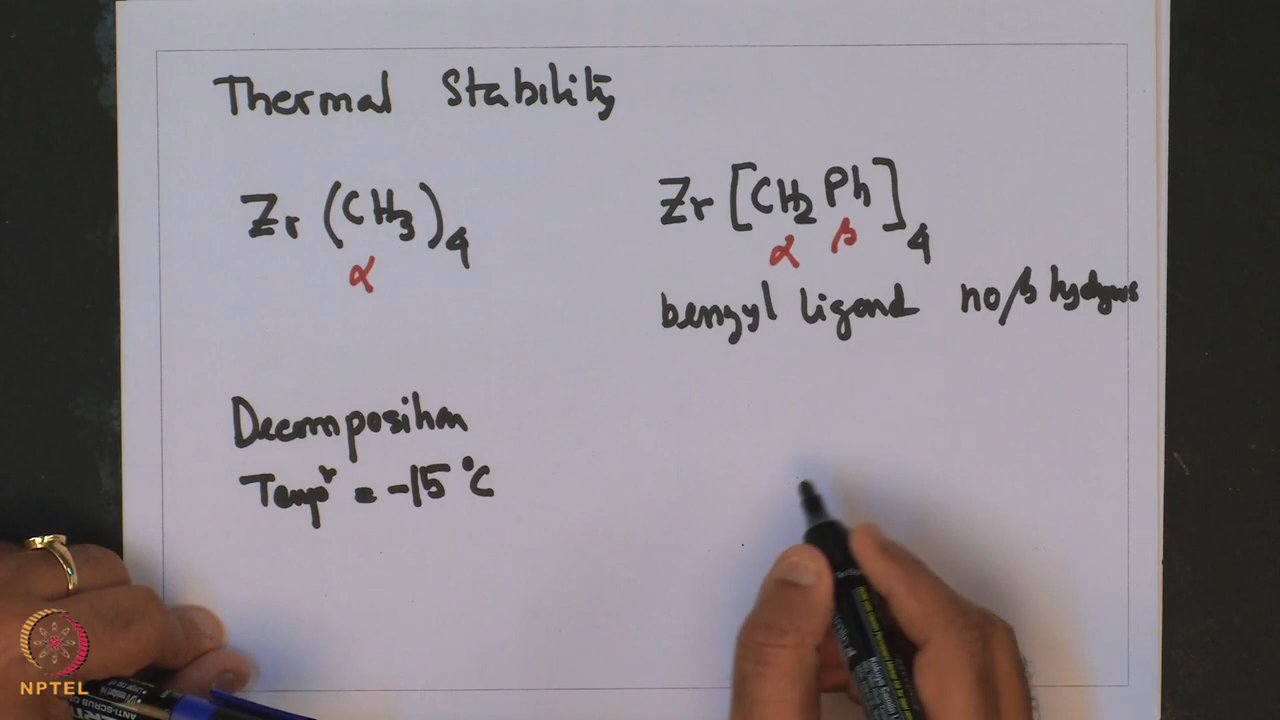 Thermal Stability
Zr (CH3)4
α
Zr [CH2 Ph]4
α β
benzyl ligand no β hydrogens
Decomposition
Tempr = -15 °C
NPTEL